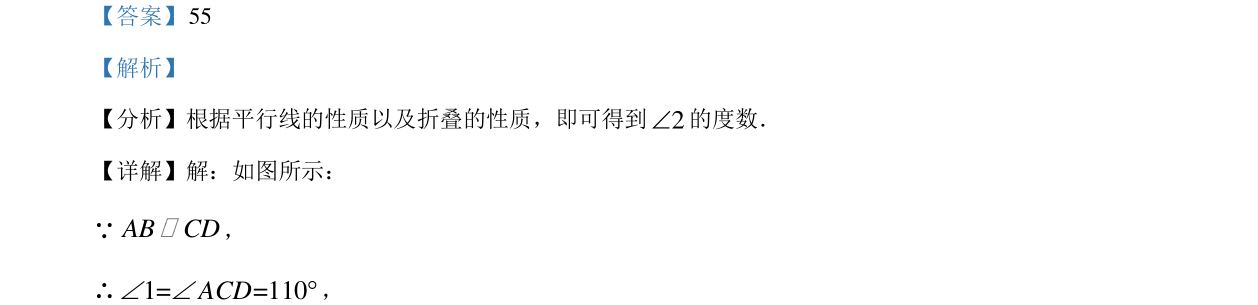 【答案】55
【解析】
【分析】根据平行线的性质以及折叠的性质，即可得到∠2的度数．
【详解】解：如图所示：
∵AB□CD，
∴∠1=∠ACD=110°，